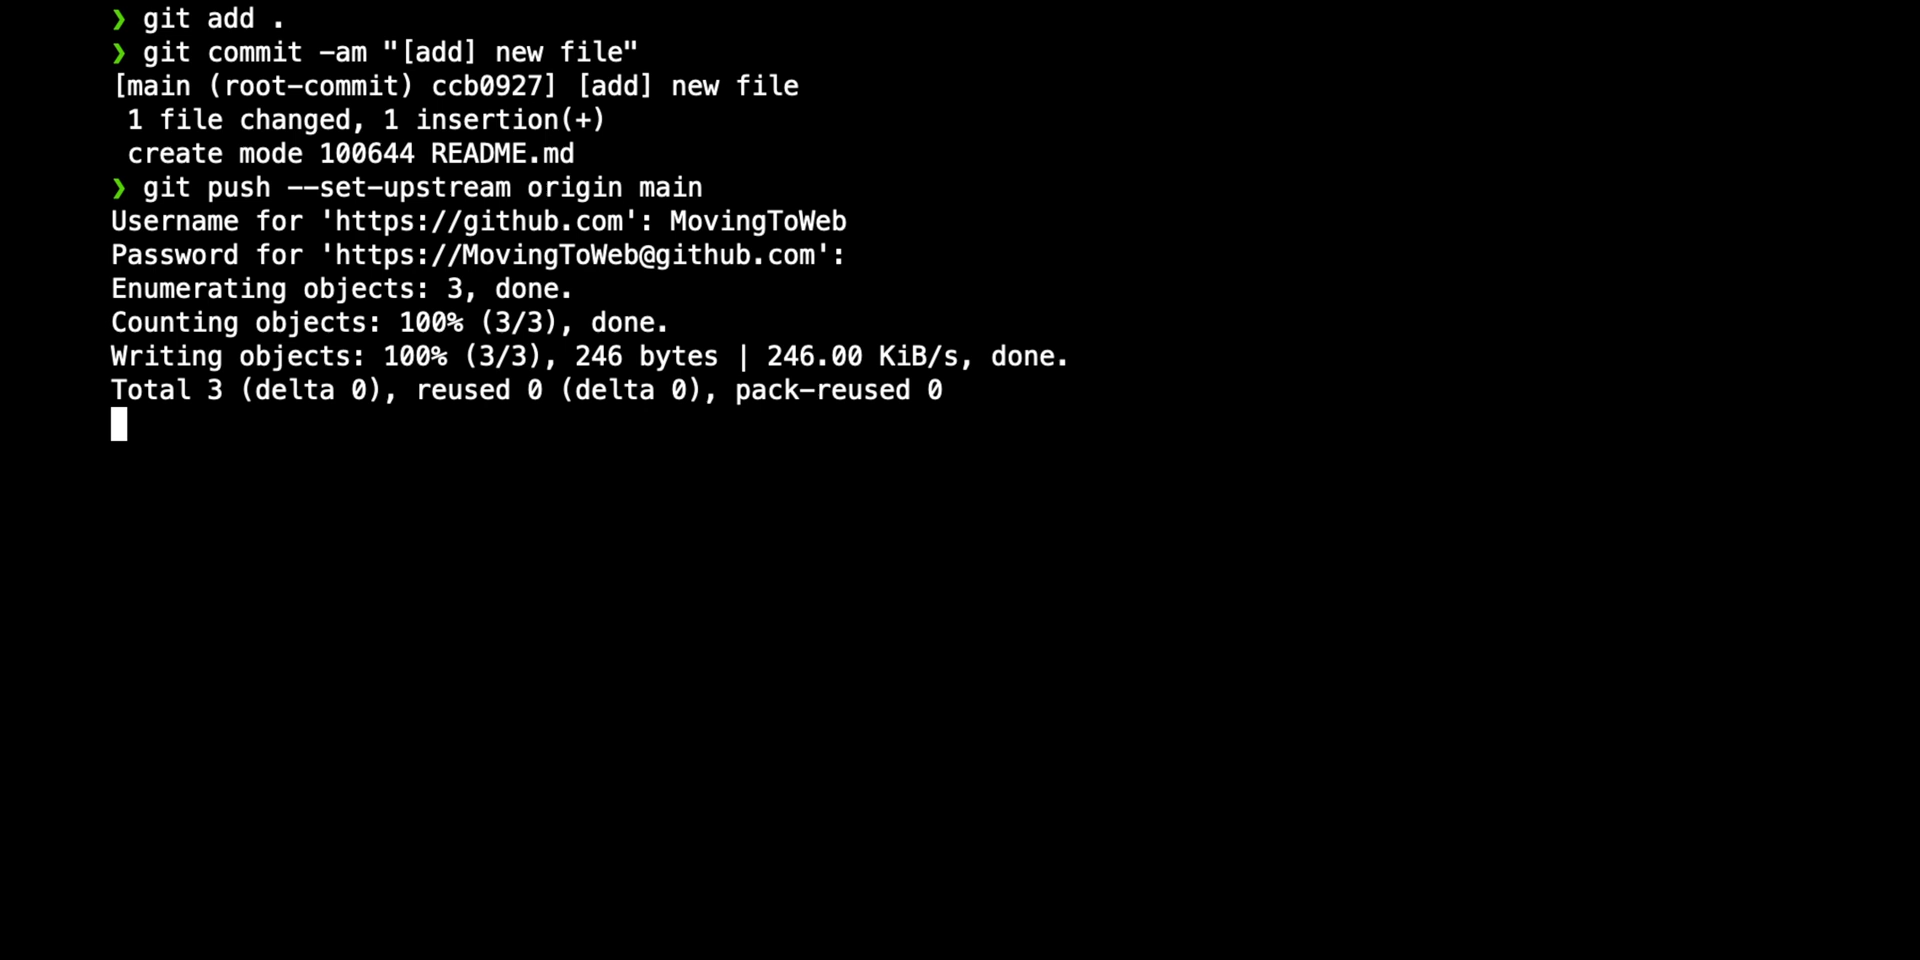 ❯ git add .
❯ git commit -am "[add] new file"
[main (root-commit) ccb0927] [add] new file
 1 file changed, 1 insertion(+)
 create mode 100644 README.md
❯ git push --set-upstream origin main
Username for 'https://github.com': MovingToWeb
Password for 'https://MovingToWeb@github.com':
Enumerating objects: 3, done.
Counting objects: 100% (3/3), done.
Writing objects: 100% (3/3), 246 bytes | 246.00 KiB/s, done.
Total 3 (delta 0), reused 0 (delta 0), pack-reused 0